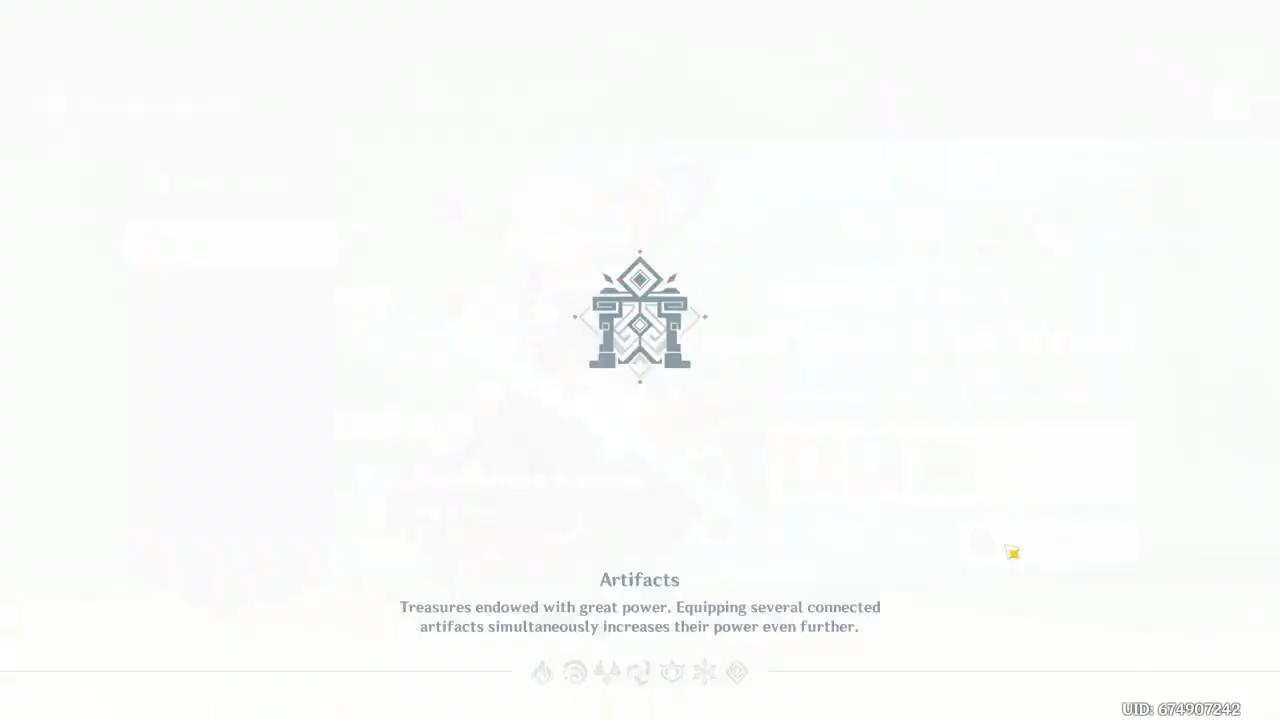 Artifacts
Treasures endowed with great power. Equipping several connected
artifacts simultaneously increases their power even further.
UID: 674907242